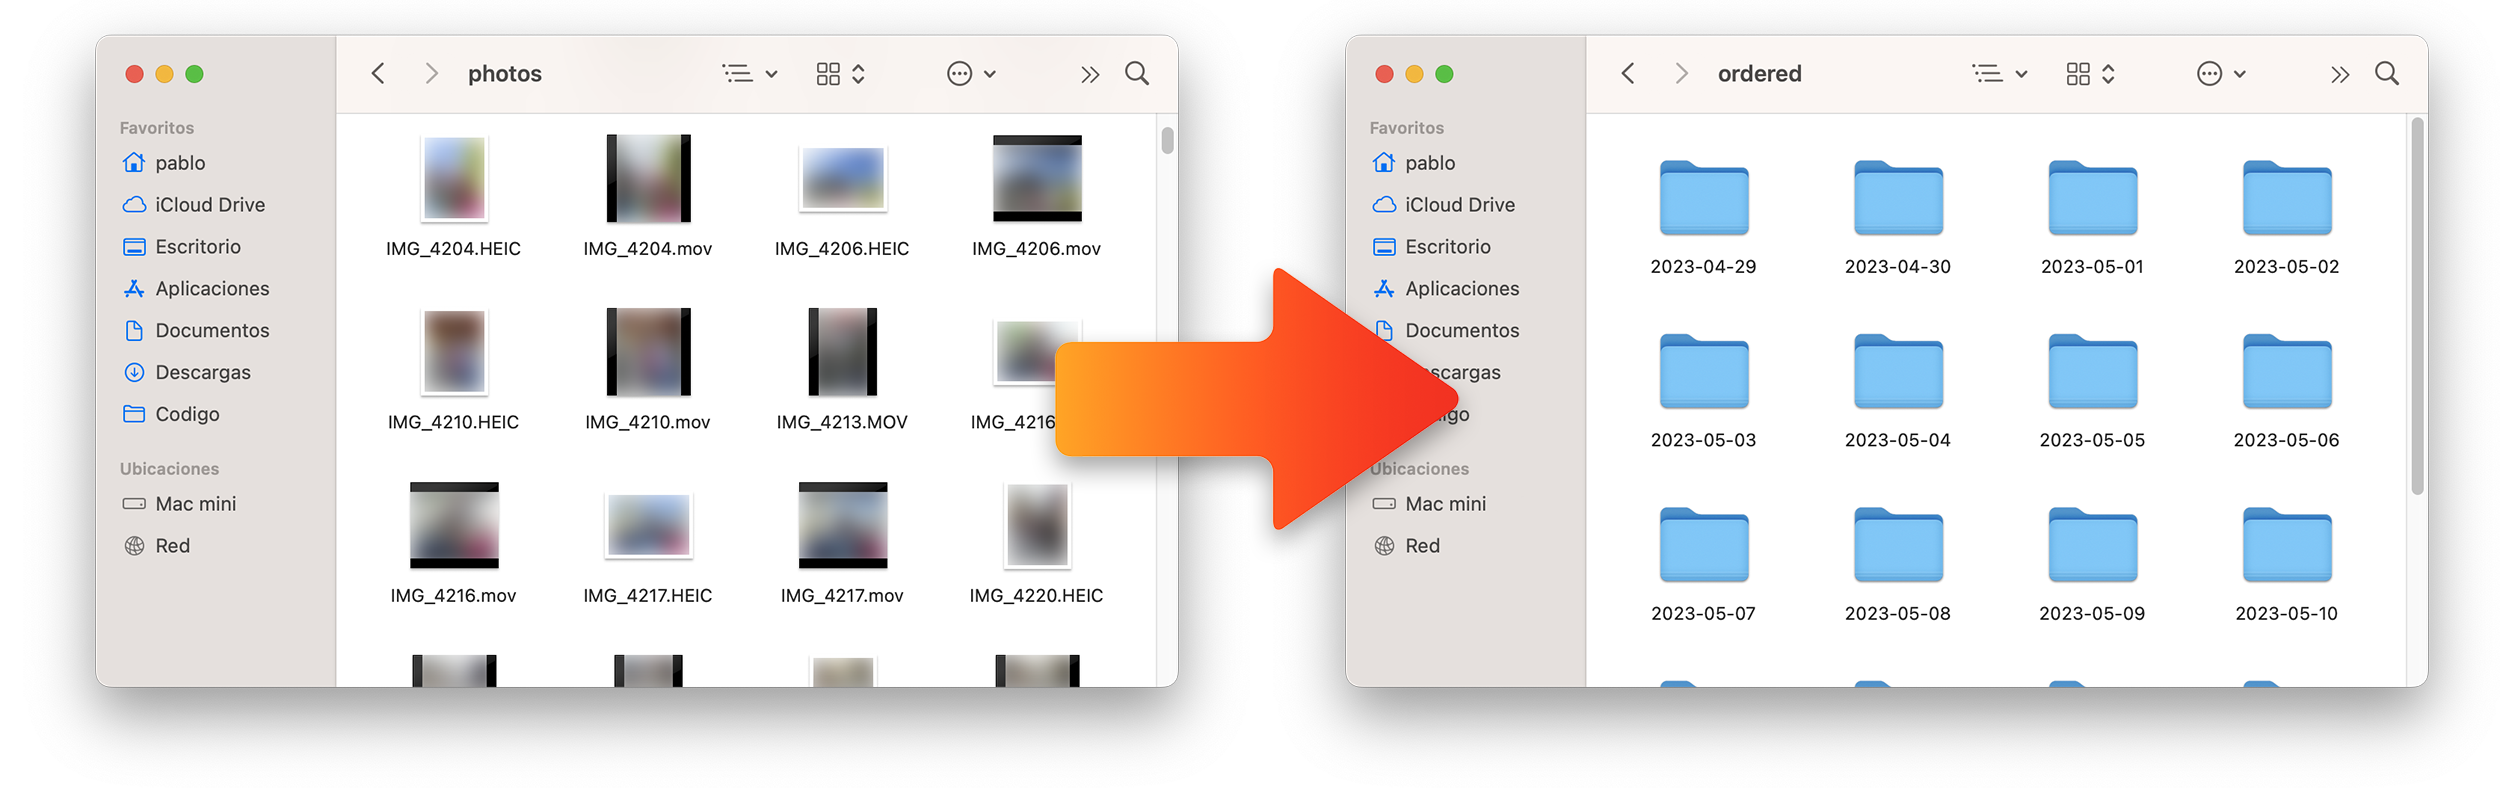 photos
Favoritos
pablo
iCloud Drive
Escritorio
Aplicaciones
Documentos
Descargas
Codigo
Ubicaciones
Mac mini
Red
IMG_4204.HEIC IMG_4204.mov IMG_4206.HEIC IMG_4206.mov
IMG_4210.HEIC IMG_4210.mov IMG_4213.MOV IMG_4216
IMG_4216.mov IMG_4217.HEIC IMG_4217.mov IMG_4220.HEIC
ordered
Favoritos
pablo
iCloud Drive
Escritorio
Aplicaciones
Documentos
scargas
go
Ubicaciones
Mac mini
Red
2023-04-29 2023-04-30 2023-05-01 2023-05-02
2023-05-03 2023-05-04 2023-05-05 2023-05-06
2023-05-07 2023-05-08 2023-05-09 2023-05-10